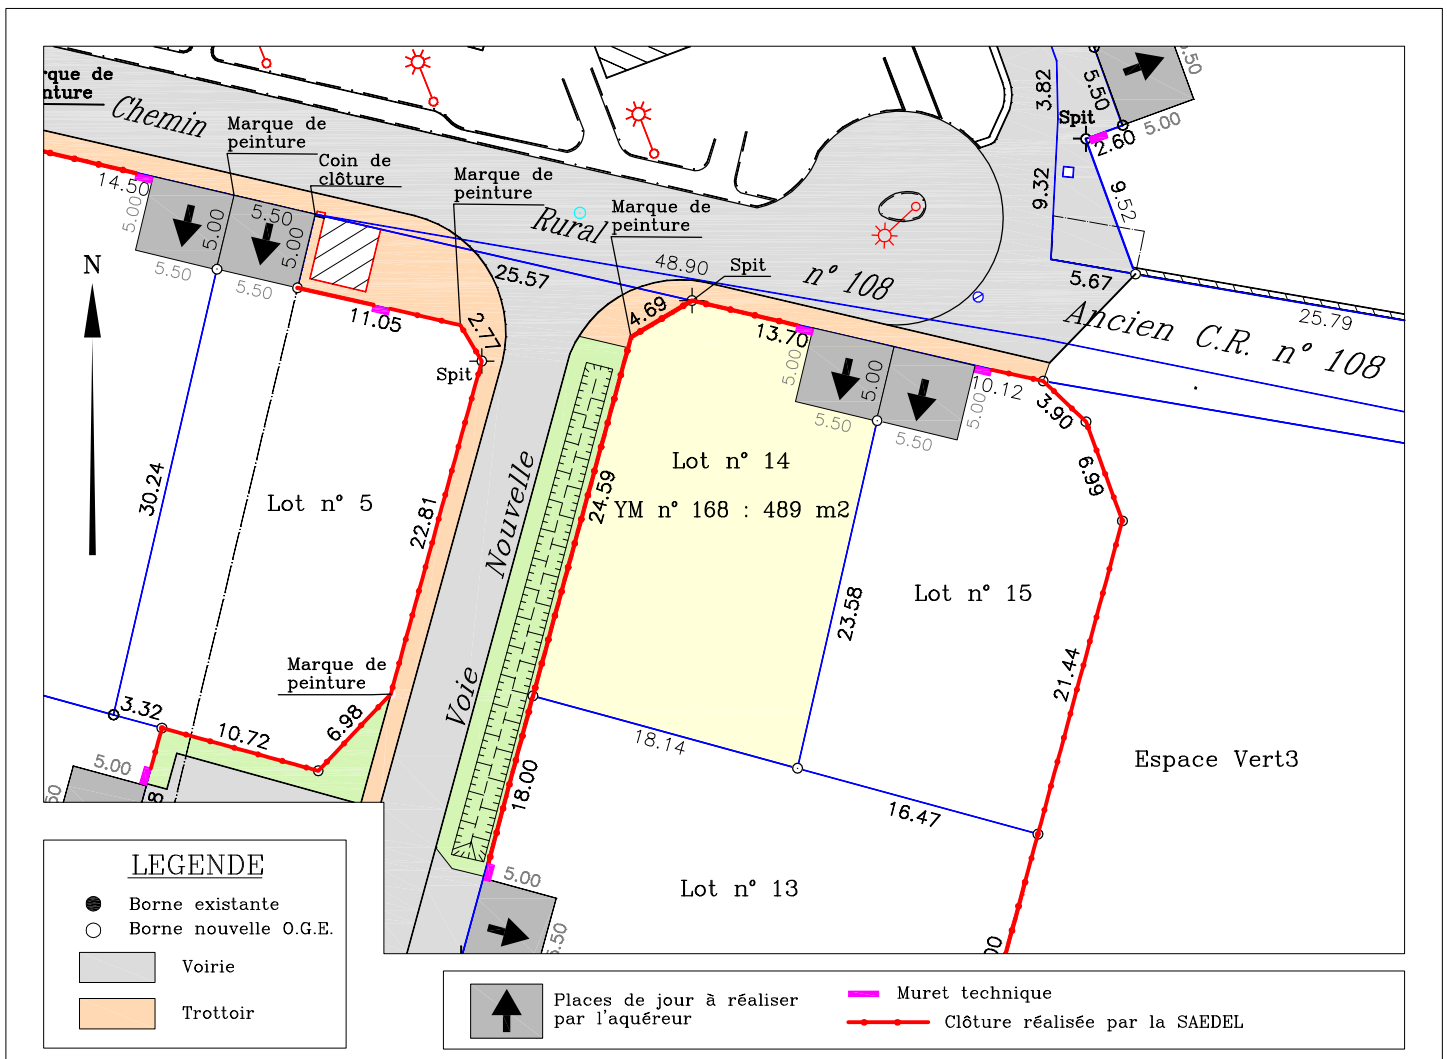 rque de
nture
Chemin
Marque de
peinture
Coin de
clôture
Marque de
peinture
Marque de
peinture
Rural
n° 108
Spit
Spit
3.82
5.50
5.00
5.50
2.60
9.32
9.52
5.67
Ancien C.R. n° 108
25.79
14.50
5.00
5.00
5.50
5.00
5.50
5.50
25.57
48.90
N
11.05
2.77
Spit
4.69
13.70
5.00
5.00
5.50
5.50
5.00
10.12
3.90
6.99
30.24
Lot n° 5
22.81
Nouvelle
Voie
24.59
Lot n° 14
YM n° 168 : 489 m2
23.58
Lot n° 15
21.44
Marque de
peinture
3.32
10.72
6.98
5.00
50
8
18.14
16.47
18.00
Espace Vert3
Lot n° 13
5.00
5.50
00
LEGENDE
Borne existante
Borne nouvelle O.G.E.
Voirie
Trottoir
Places de jour à réaliser
par l'aquéreur
Muret technique
Clôture réalisée par la SAEDEL